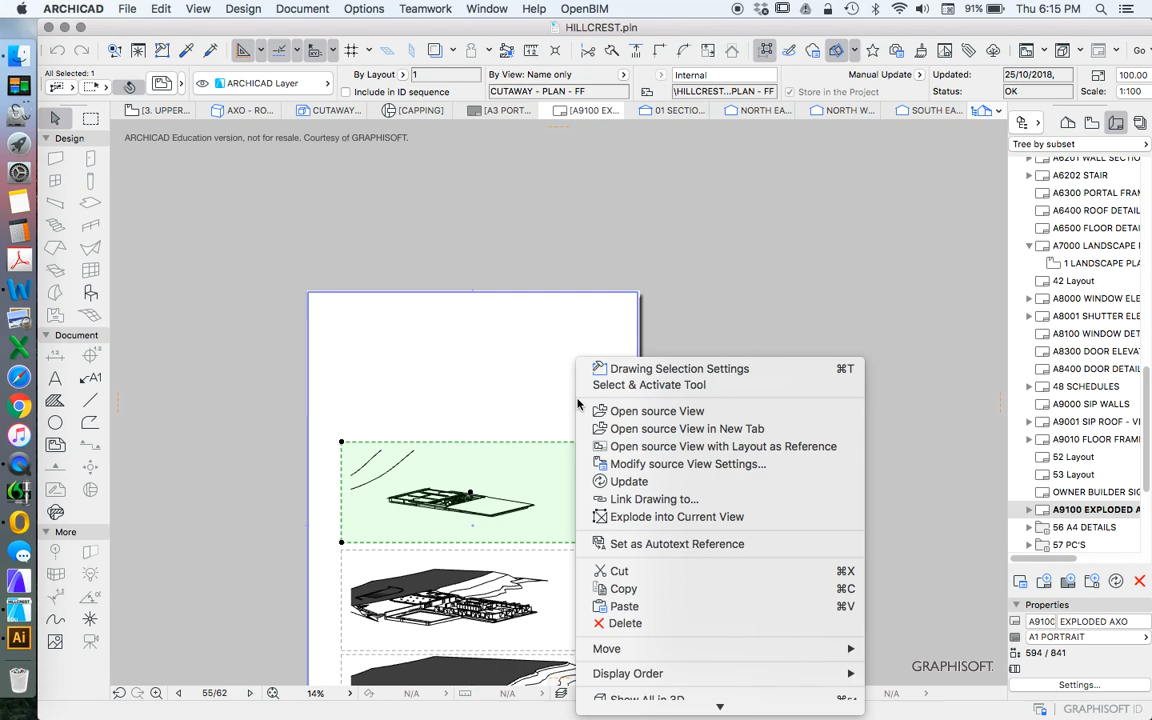 ARCHICAD File Edit View Design Document Options Teamwork Window Help OpenBIM 91% Thu 6:15 PM
HILLCREST.pln
All Selected: 1
ARCHICAD Layer
By Layout
1
Include in ID sequence
By View: Name only
CUTAWAY - PLAN - FF
Internal
\HILLCREST...PLAN - FF
Manual Update
Store in the Project
Updated:
25/10/2018,
Status:
OK
Scale:
100.00
1:100
Go
[3. UPPER...
AXO - RO...
CUTAWAY...
[CAPPING]
[A3 PORT...
[A9100 EX...
01 SECTIO...
NORTH EA...
NORTH W...
SOUTH EA...
ARCHICAD Education version, not for resale. Courtesy of GRAPHISOFT.
Design
Document
More
Drawing Selection Settings ⌘T
Select & Activate Tool
Open source View
Open source View in New Tab
Open source View with Layout as Reference
Modify source View Settings...
Update
Link Drawing to...
Explode into Current View
Set as Autotext Reference
Cut ⌘X
Copy ⌘C
Paste ⌘V
Delete
Move
Display Order
Show All in 3D
Tree by subset
A6201 WALL SECTIO
A6202 STAIR
A6300 PORTAL FRAM
A6400 ROOF DETAIL
A6500 FLOOR DETAI
A7000 LANDSCAPE
1 LANDSCAPE PLA
42 Layout
A8000 WINDOW ELE
A8001 SHUTTER ELE
A8100 WINDOW DET
A8300 DOOR ELEVA
A8400 DOOR DETAI
48 SCHEDULES
A9000 SIP WALLS
A9001 SIP ROOF - V
A9010 FLOOR FRAM
52 Layout
53 Layout
OWNER BUILDER SIG
A9100 EXPLODED A
56 A4 DETAILS
57 PC'S
Properties
A910 EXPLODED AXO
A1 PORTRAIT
594 / 841
Settings...
GRAPHISOFT.
55/62
14%
N/A
N/A
N/A
GRAPHISOFT ID